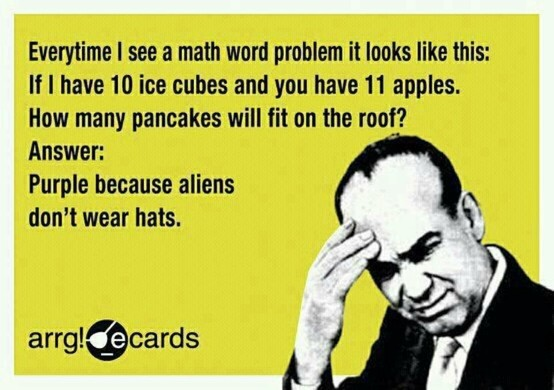 Everytime I see a math word problem it looks like this:
If I have 10 ice cubes and you have 11 apples.
How many pancakes will fit on the roof?
Answer:
Purple because aliens
don't wear hats.
arrg! ecards